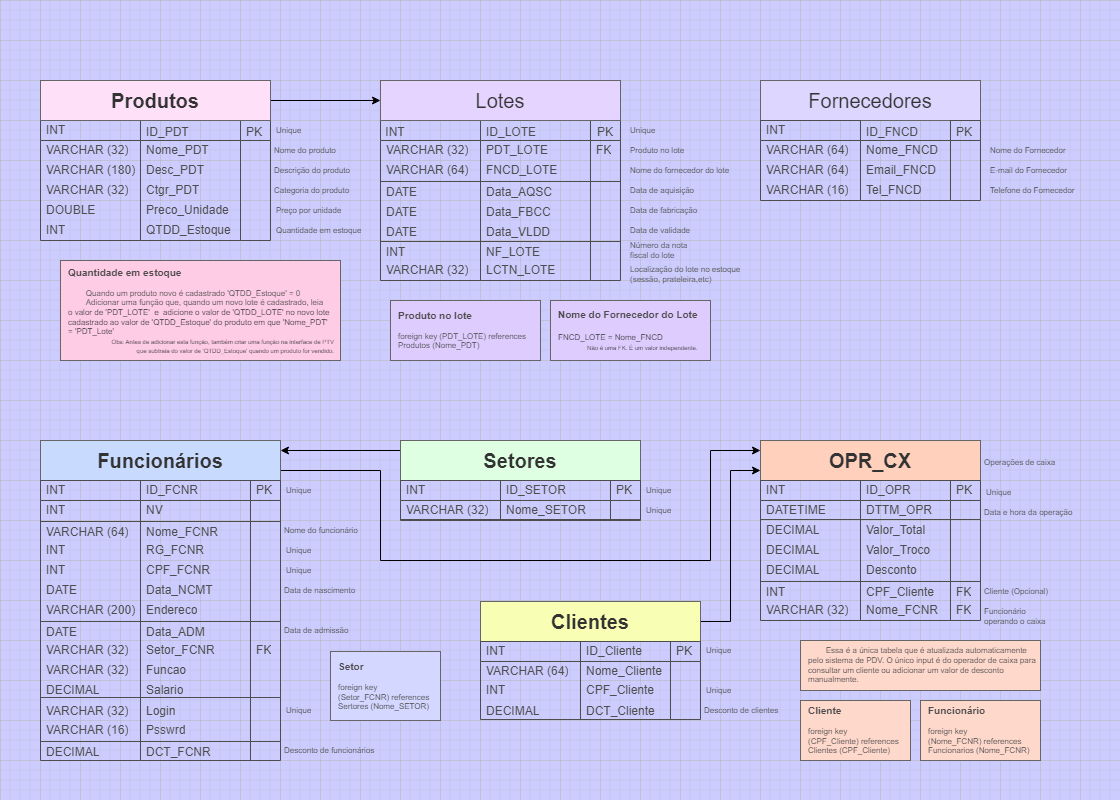 Produtos
INT ID_PDT PK Unique
VARCHAR (32) Nome_PDT Nome do produto
VARCHAR (180) Desc_PDT Descrição do produto
VARCHAR (32) Ctgr_PDT Categoria do produto
DOUBLE Preco_Unidade Preço por unidade
INT QTDD_Estoque Quantidade em estoque
Quantidade em estoque
Quando um produto novo é cadastrado 'QTDD_Estoque' = 0
Adicionar uma função que, quando um novo lote é cadastrado, leia
o valor de 'PDT_LOTE' e adicione o valor de 'QTDD_LOTE' no novo lote
cadastrado ao valor de 'QTDD_Estoque' do produto em que 'Nome_PDT'
= 'PDT_Lote'
Obs: Antes de adicionar esta função, também criar uma função na interface de PTV
que subtraia do valor de 'QTDD_Estoque' quando um produto for vendido.
Lotes
INT ID_LOTE PK Unique
VARCHAR (32) PDT_LOTE FK Produto no lote
VARCHAR (64) FNCD_LOTE Nome do fornecedor do lote
DATE Data_AQSC Data de aquisição
DATE Data_FBCC Data de fabricação
DATE Data_VLDD Data de validade
INT NF_LOTE Número da nota
fiscal do lote
VARCHAR (32) LCTN_LOTE Localização do lote no estoque
(sessão, prateleira,etc)
Produto no lote
foreign key (PDT_LOTE) references
Produtos (Nome_PDT)
Nome do Fornecedor do Lote
FNCD_LOTE = Nome_FNCD
Não é uma FK. É um valor independente.
Fornecedores
INT ID_FNCD PK
VARCHAR (64) Nome_FNCD Nome do Fornecedor
VARCHAR (64) Email_FNCD E-mail do Fornecedor
VARCHAR (16) Tel_FNCD Telefone do Fornecedor
Funcionários
INT ID_FCNR PK Unique
INT NV
VARCHAR (64) Nome_FCNR Nome do funcionário
INT RG_FCNR Unique
INT CPF_FCNR Unique
DATE Data_NCMT Data de nascimento
VARCHAR (200) Endereco
DATE Data_ADM Data de admissão
VARCHAR (32) Setor_FCNR FK
VARCHAR (32) Funcao
DECIMAL Salario
VARCHAR (32) Login Unique
VARCHAR (16) Psswrd
DECIMAL DCT_FCNR Desconto de funcionários
Setor
foreign key
(Setor_FCNR) references
Sertores (Nome_SETOR)
Setores
INT ID_SETOR PK Unique
VARCHAR (32) Nome_SETOR Unique
Clientes
INT ID_Cliente PK Unique
VARCHAR (64) Nome_Cliente
INT CPF_Cliente Unique
DECIMAL DCT_Cliente Desconto de clientes
OPR_CX Operações de caixa
INT ID_OPR PK Unique
DATETIME DTTM_OPR Data e hora da operação
DECIMAL Valor_Total
DECIMAL Valor_Troco
DECIMAL Desconto
INT CPF_Cliente FK Cliente (Opcional)
VARCHAR (32) Nome_FCNR FK Funcionário
operando o caixa
Essa é a única tabela que é atualizada automaticamente
pelo sistema de PDV. O único input é do operador de caixa para
consultar um cliente ou adicionar um valor de desconto
manualmente.
Cliente
foreign key
(CPF_Cliente) references
Clientes (CPF_Cliente)
Funcionário
foreign key
(Nome_FCNR) references
Funcionarios (Nome_FCNR)